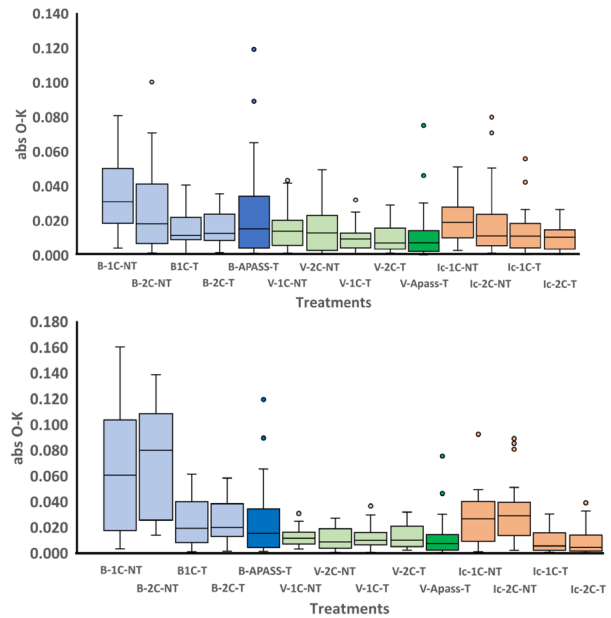 0.140
0.120
0.100
0.080
0.060
0.040
0.020
0.000
abs O-K
B-1C-NT B1C-T B-APASS-T V-2C-NT V-2C-T Ic-1C-NT Ic-1C-T
B-2C-NT B-2C-T V-1C-NT V-1C-T V-Apass-T Ic-2C-NT Ic-2C-T
Treatments
0.180
0.160
0.140
0.120
0.100
0.080
0.060
0.040
0.020
0.000
abs O-K
B-1C-NT B1C-T B-APASS-T V-2C-NT V-2C-T Ic-1C-NT Ic-1C-T
B-2C-NT B-2C-T V-1C-NT V-1C-T V-Apass-T Ic-2C-NT Ic-2C-T
Treatments